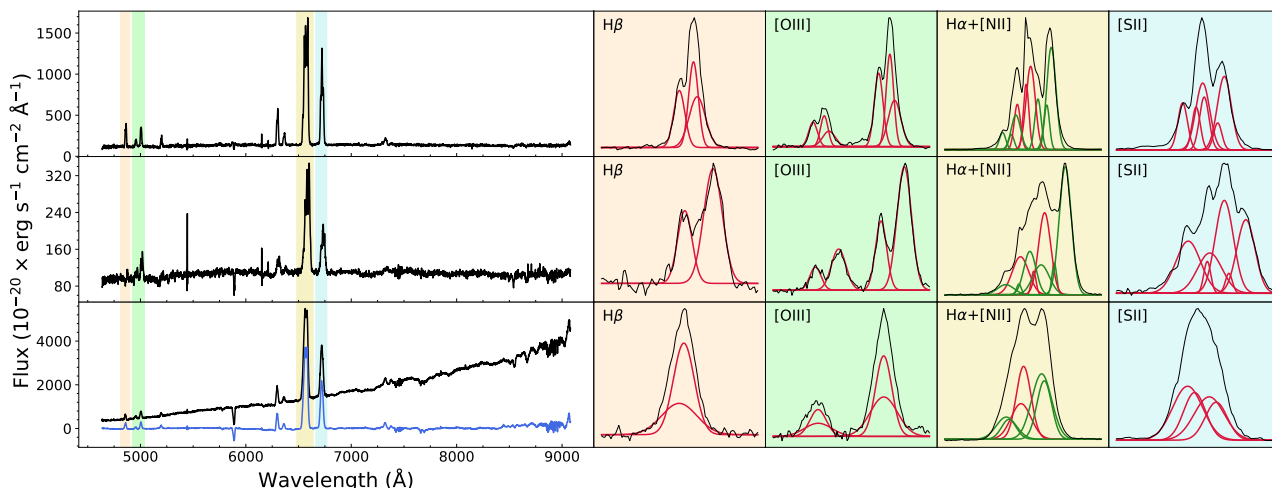 Flux (10⁻²⁰ × erg s⁻¹ cm⁻² Å⁻¹)
1500
1000
500
0
Hβ
[OIII]
Hα+[NII]
[SII]
320
240
160
80
Hβ
[OIII]
Hα+[NII]
[SII]
4000
2000
0
Hβ
[OIII]
Hα+[NII]
[SII]
5000 6000 7000 8000 9000
Wavelength (Å)